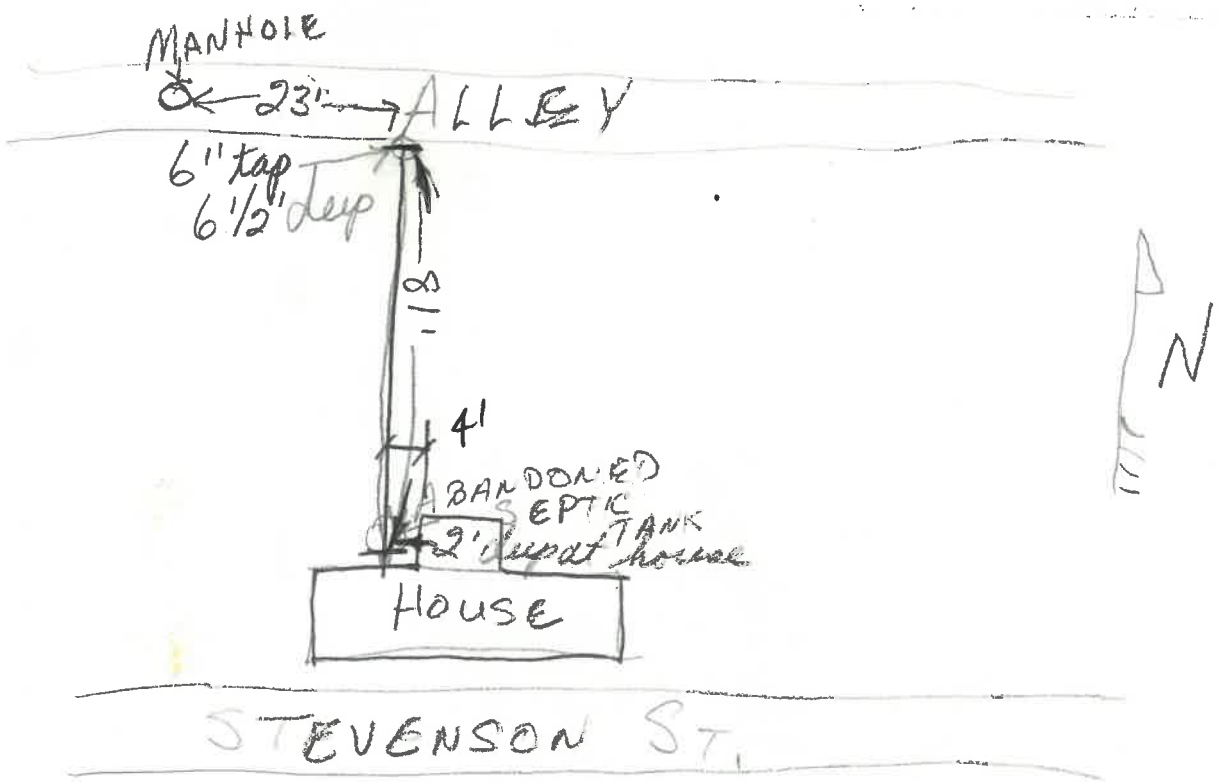 MANHOLE
23'
ALLEY
6" tap
6 1/2' deep
4'
ABANDONED
SEPTIC
TANK
2' deep at house
HOUSE
N
STEVENSON ST.